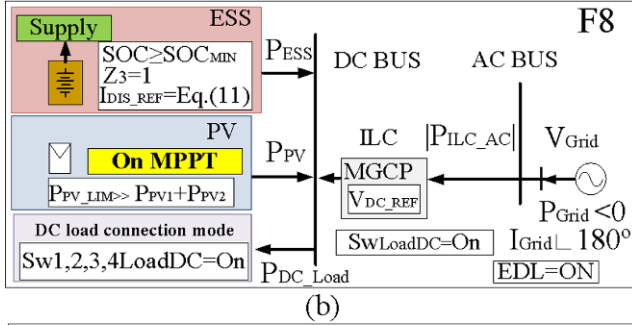 ESS
F8
Supply
SOC≥SOCMIN
Z3=1
IDIS_REF=Eq.(11)
PESS
DC BUS
AC BUS
PV
On MPPT
PPV_LIM>> PPV1+PPV2
PPV
ILC
|PILC_AC|
VGrid
MGCP
VDC_REF
PGrid<0
IGrid∟180º
DC load connection mode
Sw1,2,3,4LoadDC=On
SwLoadDC=On
EDL=ON
PDC_Load
(b)